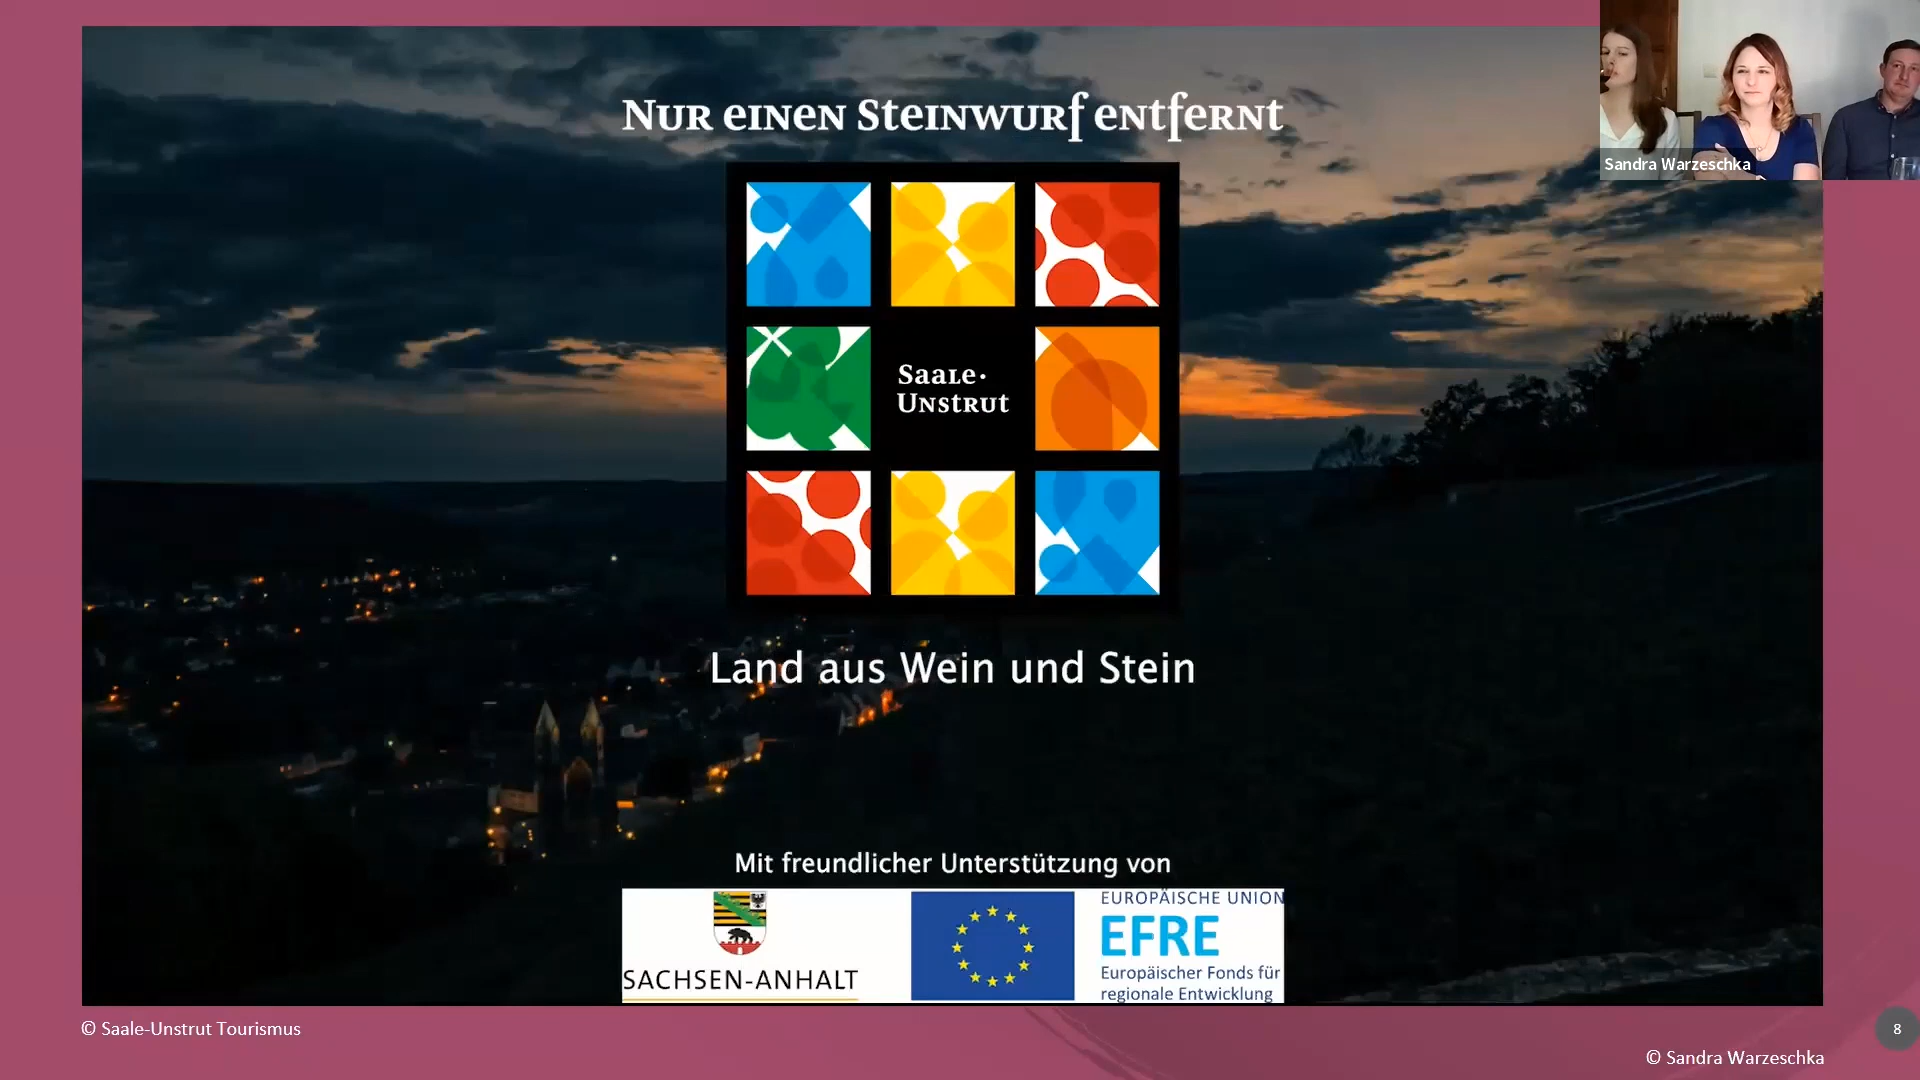 Nur einen Steinwurf entfernt
Sandra Warzeschka
Saale·
Unstrut
Land aus Wein und Stein
Mit freundlicher Unterstützung von
SACHSEN-ANHALT
EUROPÄISCHE UNION
EFRE
Europäischer Fonds für
regionale Entwicklung
© Saale-Unstrut Tourismus
8
© Sandra Warzeschka